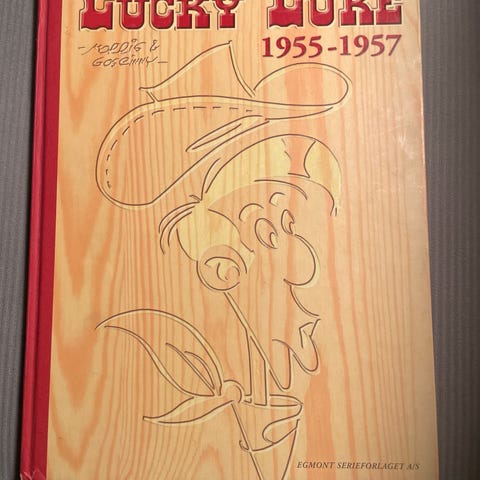 LUCKY LUKE
1955-1957
-MORRIS &
GOSCINNY-
EGMONT SERIEFORLAGET A/S